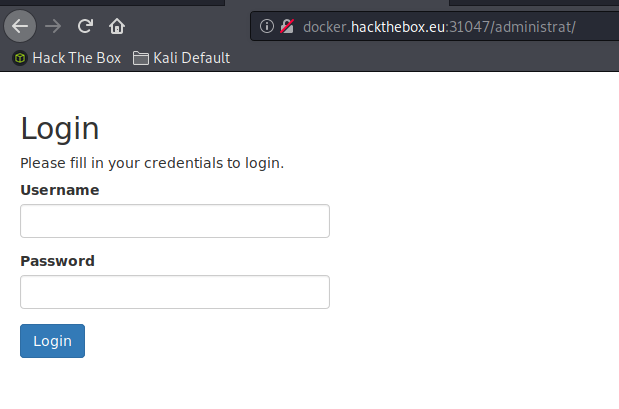 docker.hackthebox.eu:31047/administrat/
Hack The Box Kali Default
Login
Please fill in your credentials to login.
Username
Password
Login